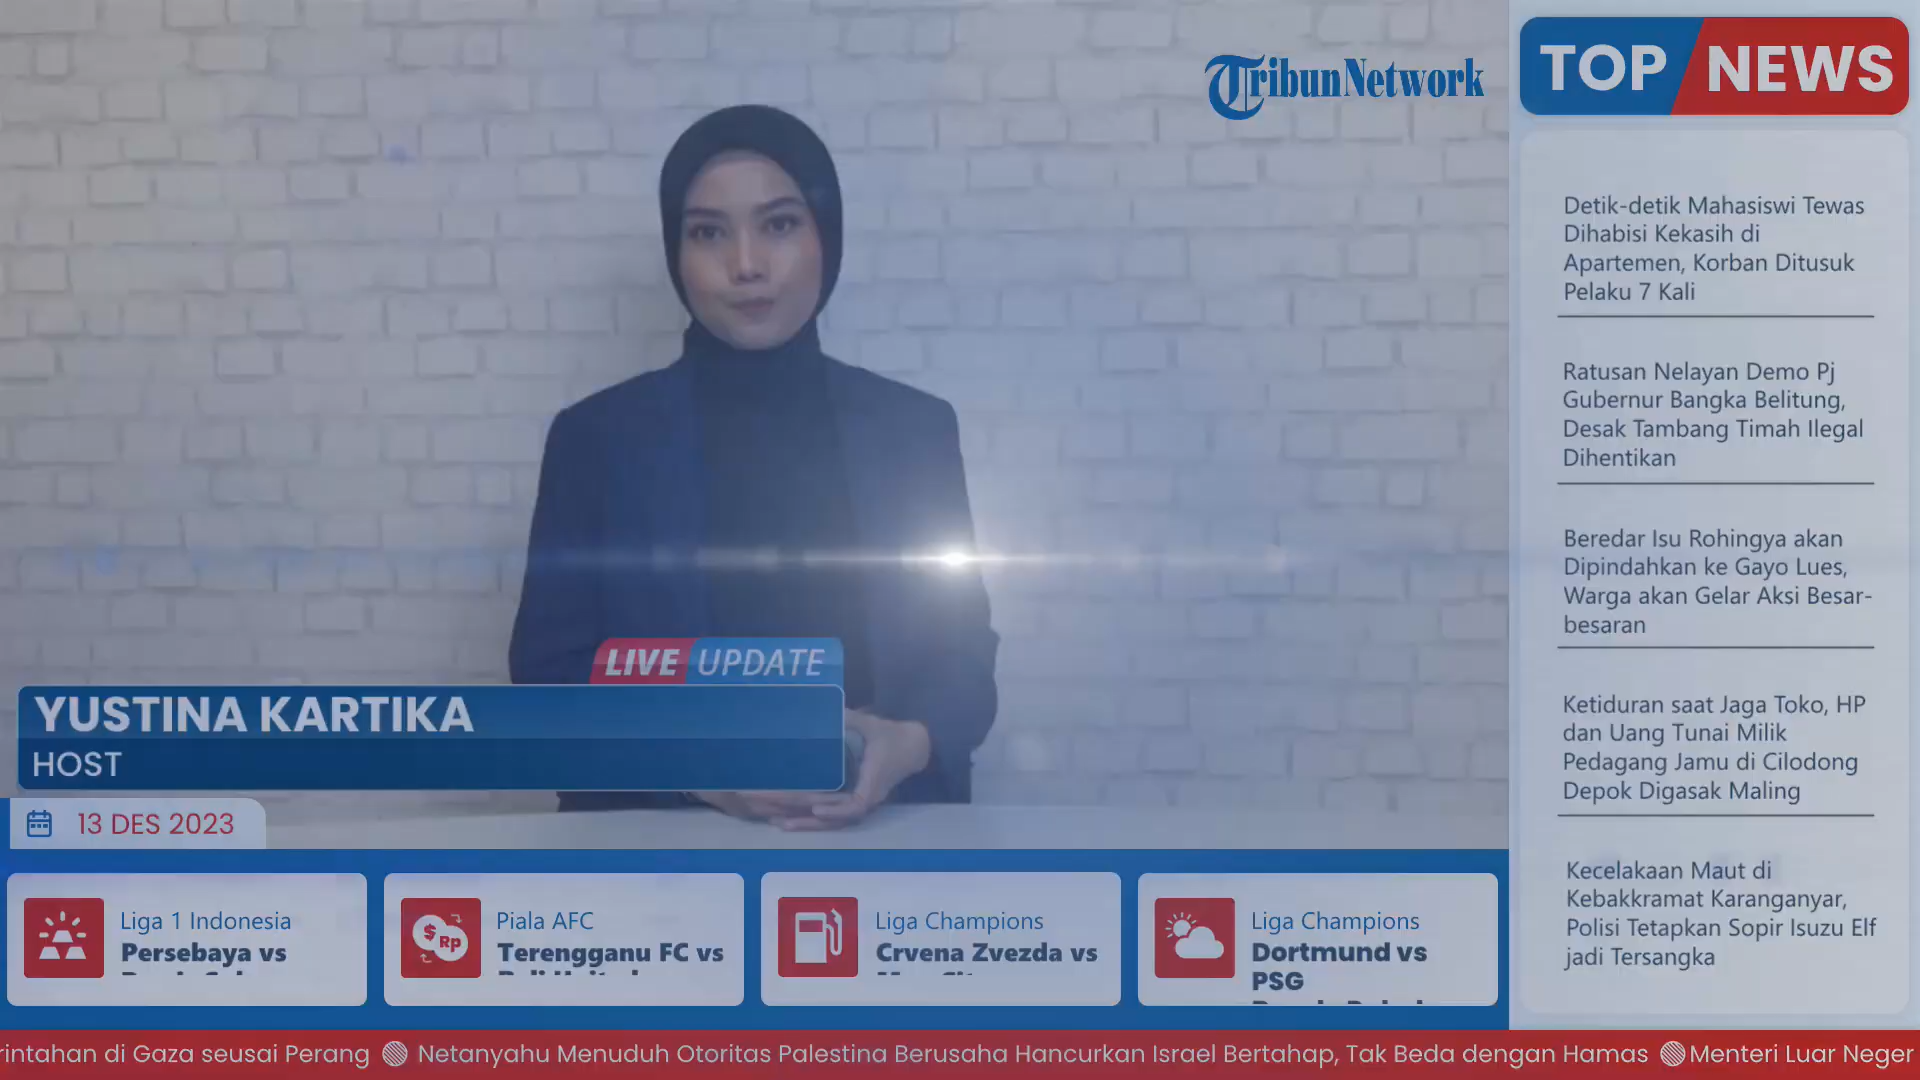 TribunNetwork
TOP NEWS
Detik-detik Mahasiswi Tewas
Dihabisi Kekasih di
Apartemen, Korban Ditusuk
Pelaku 7 Kali
Ratusan Nelayan Demo Pj
Gubernur Bangka Belitung,
Desak Tambang Timah Ilegal
Dihentikan
Beredar Isu Rohingya akan
Dipindahkan ke Gayo Lues,
Warga akan Gelar Aksi Besar-
besaran
Ketiduran saat Jaga Toko, HP
dan Uang Tunai Milik
Pedagang Jamu di Cilodong
Depok Digasak Maling
Kecelakaan Maut di
Kebakkramat Karanganyar,
Polisi Tetapkan Sopir Isuzu Elf
jadi Tersangka
LIVE UPDATE
YUSTINA KARTIKA
HOST
13 DES 2023
Liga 1 Indonesia
Persebaya vs
$ Rp
Piala AFC
Terengganu FC vs
Liga Champions
Crvena Zvezda vs
Liga Champions
Dortmund vs
PSG
rintahan di Gaza seusai Perang Netanyahu Menuduh Otoritas Palestina Berusaha Hancurkan Israel Bertahap, Tak Beda dengan Hamas Menteri Luar Neger